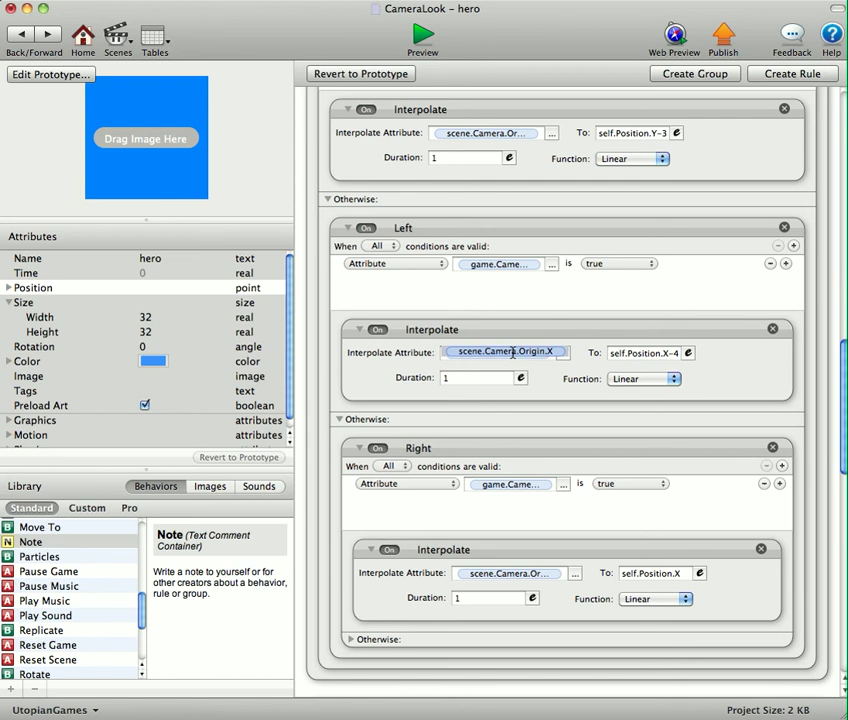 CameraLook – hero
Back/Forward
Home
Scenes
Tables
Preview
Web Preview
Publish
Feedback
Help
Edit Prototype...
Drag Image Here
Attributes
Name hero text
Time 0 real
Position point
Size size
Width 32 real
Height 32 real
Rotation 0 angle
Color color
Image image
Tags text
Preload Art boolean
Graphics attributes
Motion attributes
Revert to Prototype
Library Behaviors Images Sounds
Standard Custom Pro
Move To
Note
Particles
Pause Game
Pause Music
Play Music
Play Sound
Replicate
Reset Game
Reset Scene
Rotate
Note (Text Comment
Container)
Write a note to yourself or for
other creators about a behavior,
rule or group.
UtopianGames
Revert to Prototype
Create Group
Create Rule
On Interpolate
Interpolate Attribute: scene.Camera.Or... ... To: self.Position.Y-3 e
Duration: 1 e Function: Linear
Otherwise:
On Left
When All conditions are valid:
Attribute game.Came... ... is true
On Interpolate
Interpolate Attribute: scene.Camera.Origin.X To: self.Position.X-4 e
Duration: 1 e Function: Linear
Otherwise:
On Right
When All conditions are valid:
Attribute game.Came... ... is true
On Interpolate
Interpolate Attribute: scene.Camera.Or... ... To: self.Position.X e
Duration: 1 e Function: Linear
Otherwise:
Project Size: 2 KB